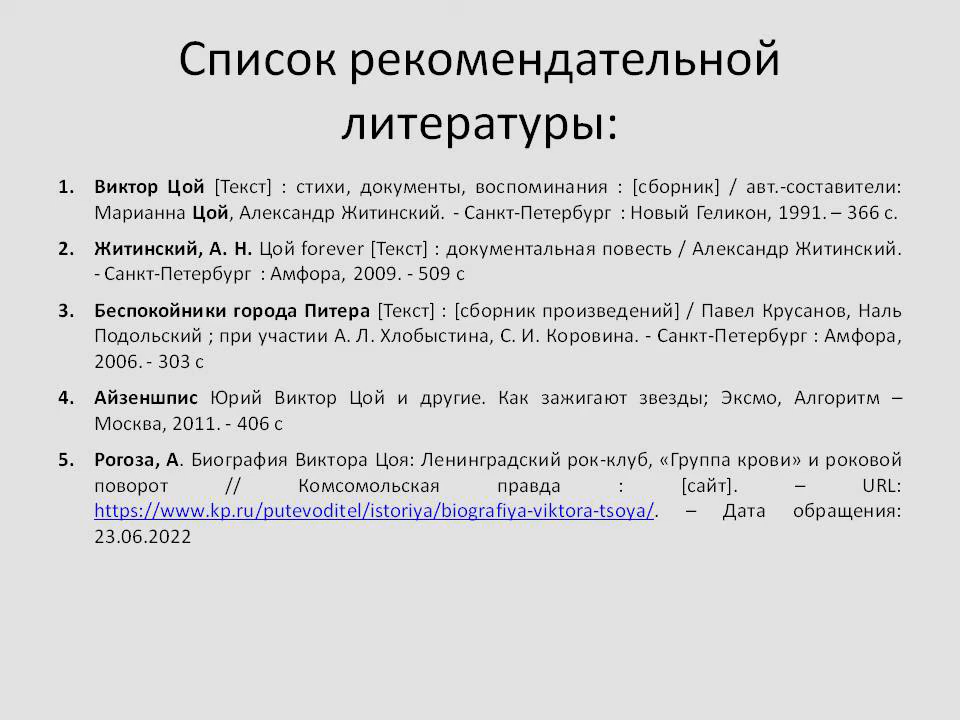 Список рекомендательной
литературы:
1. Виктор Цой [Текст] : стихи, документы, воспоминания : [сборник] / авт.-составители:
Марианна Цой, Александр Житинский. - Санкт-Петербург : Новый Геликон, 1991. – 366 с.
2. Житинский, А. Н. Цой forever [Текст] : документальная повесть / Александр Житинский.
- Санкт-Петербург : Амфора, 2009. - 509 с
3. Беспокойники города Питера [Текст] : [сборник произведений] / Павел Крусанов, Наль
Подольский ; при участии А. Л. Хлобыстина, С. И. Коровина. - Санкт-Петербург : Амфора,
2006. - 303 с
4. Айзеншпис Юрий Виктор Цой и другие. Как зажигают звезды; Эксмо, Алгоритм –
Москва, 2011. - 406 с
5. Рогоза, А. Биография Виктора Цоя: Ленинградский рок-клуб, «Группа крови» и роковой
поворот // Комсомольская правда : [сайт]. – URL:
https://www.kp.ru/putevoditel/istoriya/biografiya-viktora-tsoya/. – Дата обращения:
23.06.2022